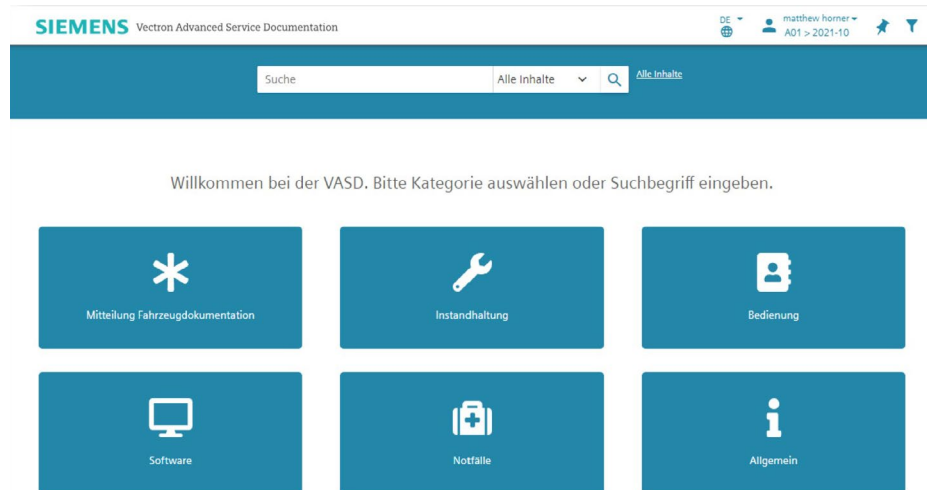 SIEMENS Vectron Advanced Service Documentation
DE
matthew horner
A01 > 2021-10
Suche
Alle Inhalte
Alle Inhalte
Willkommen bei der VASD. Bitte Kategorie auswählen oder Suchbegriff eingeben.
Mitteilung Fahrzeugdokumentation
Instandhaltung
Bedienung
Software
Notfälle
Allgemein